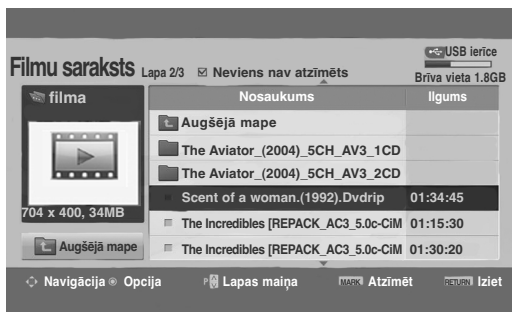 USB ierīce
Filmu saraksts Lapa 2/3 Neviens nav atzīmēts
Brīva vieta 1.8GB
filma
Nosaukums Ilgums
Augšējā mape
The Aviator_(2004)_5CH_AV3_1CD
The Aviator_(2004)_5CH_AV3_2CD
Scent of a woman.(1992).Dvdrip 01:34:45
704 x 400, 34MB
The Incredibles [REPACK_AC3_5.0c-CiM 01:15:30
Augšējā mape
The Incredibles [REPACK_AC3_5.0c-CiM 01:30:20
Navigācija Opcija P Lapas maiņa MARK Atzīmēt RETURN Iziet